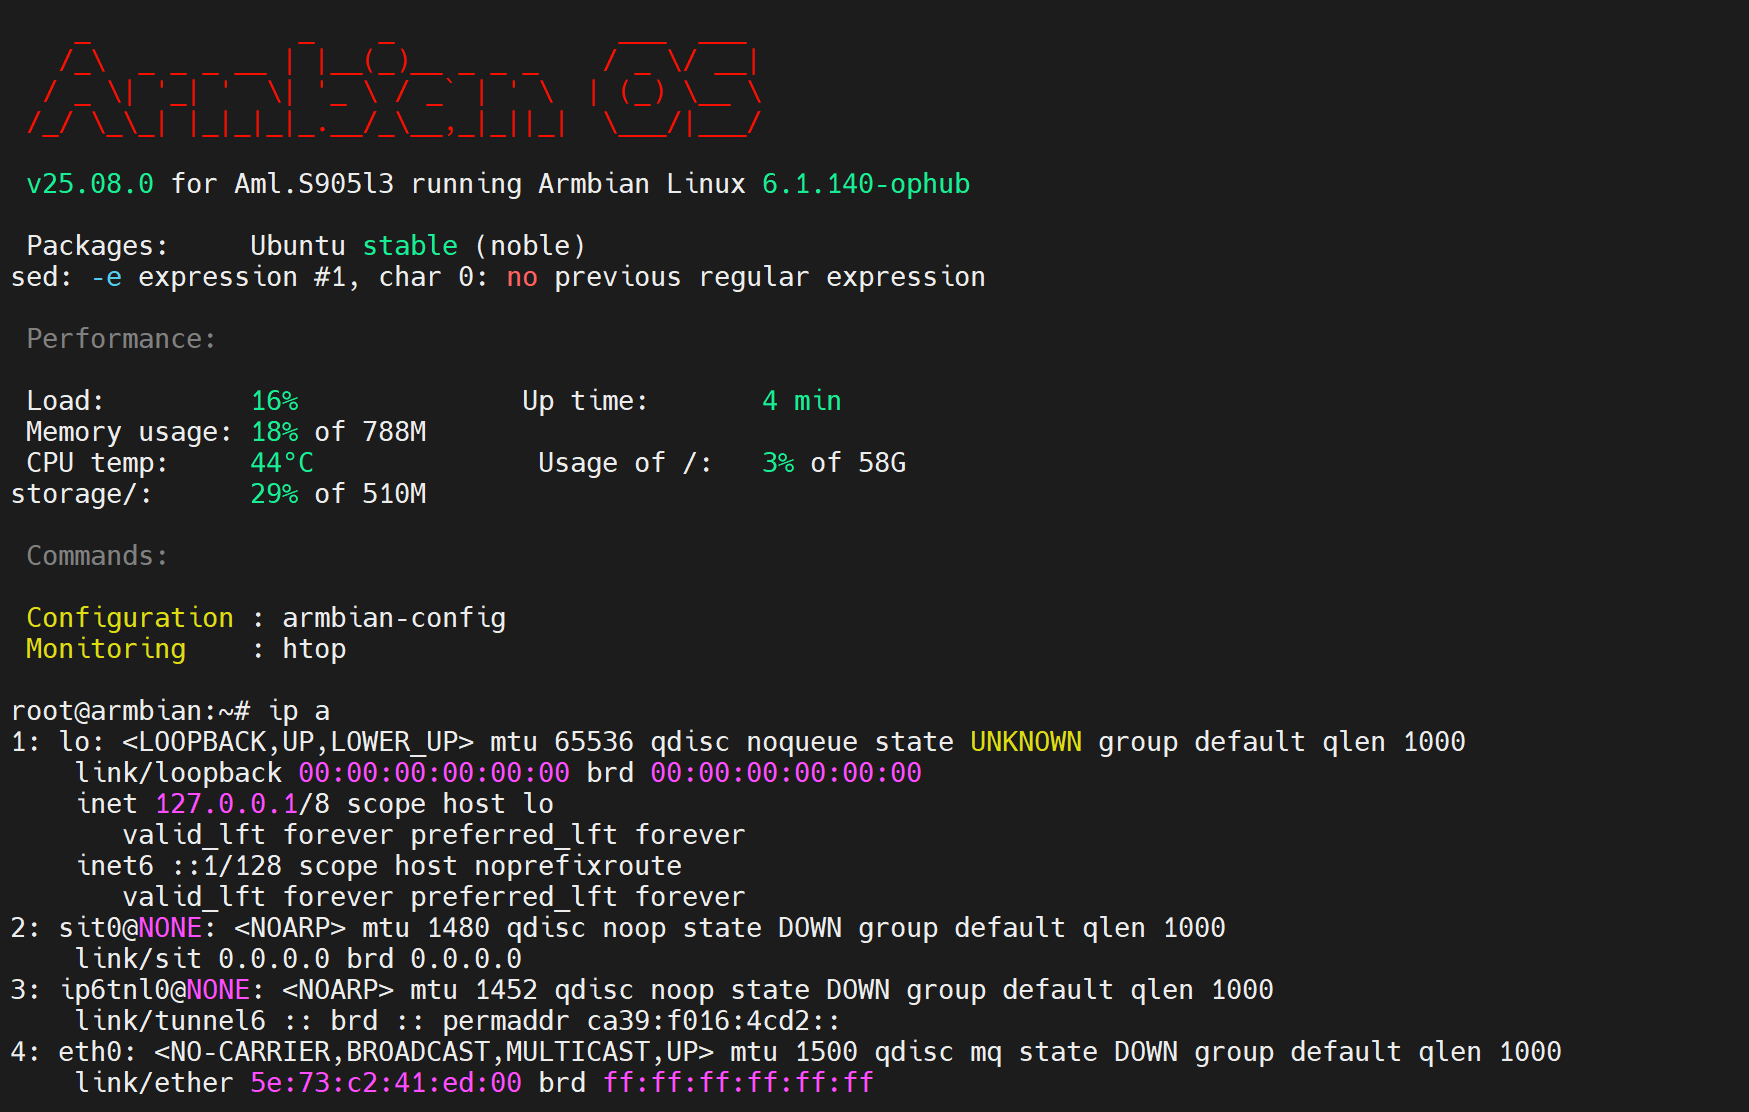 Armbian OS
v25.08.0 for Aml.S905l3 running Armbian Linux 6.1.140-ophub
Packages:     Ubuntu stable (noble)
sed: -e expression #1, char 0: no previous regular expression
Performance:
Load:         16%              Up time:       4 min
Memory usage: 18% of 788M
CPU temp:     44°C              Usage of /:   3% of 58G
storage/:      29% of 510M
Commands:
Configuration : armbian-config
Monitoring    : htop
root@armbian:~# ip a
1: lo: <LOOPBACK,UP,LOWER_UP> mtu 65536 qdisc noqueue state UNKNOWN group default qlen 1000
    link/loopback 00:00:00:00:00:00 brd 00:00:00:00:00:00
    inet 127.0.0.1/8 scope host lo
       valid_lft forever preferred_lft forever
    inet6 ::1/128 scope host noprefixroute
       valid_lft forever preferred_lft forever
2: sit0@NONE: <NOARP> mtu 1480 qdisc noop state DOWN group default qlen 1000
    link/sit 0.0.0.0 brd 0.0.0.0
3: ip6tnl0@NONE: <NOARP> mtu 1452 qdisc noop state DOWN group default qlen 1000
    link/tunnel6 :: brd :: permaddr ca39:f016:4cd2::
4: eth0: <NO-CARRIER,BROADCAST,MULTICAST,UP> mtu 1500 qdisc mq state DOWN group default qlen 1000
    link/ether 5e:73:c2:41:ed:00 brd ff:ff:ff:ff:ff:ff